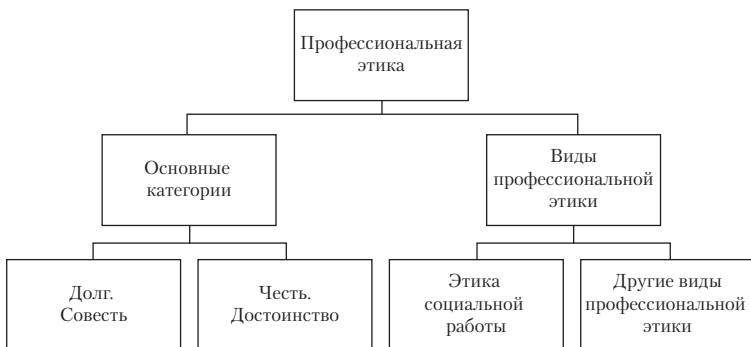 Профессиональная
этика
Основные
категории
Виды
профессиональной
этики
Долг.
Совесть
Честь.
Достоинство
Этика
социальной
работы
Другие виды
профессиональной
этики